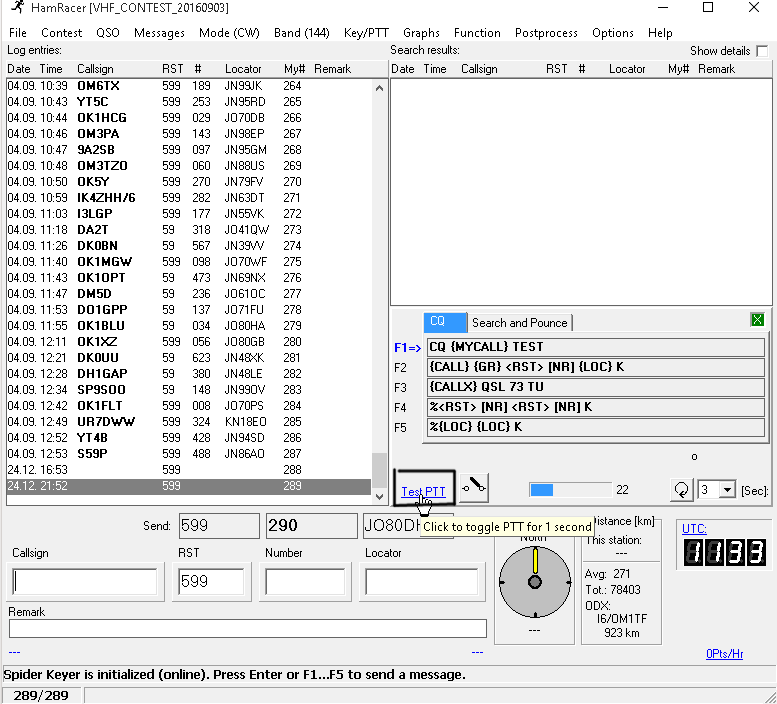 HamRacer [VHF_CONTEST_20160903]
File Contest QSO Messages Mode (CW) Band (144) Key/PTT Graphs Function Postprocess Options Help
Log entries: Search results: Show details
Date Time Callsign RST # Locator My# Remark Date Time Callsign RST # Locator My# Remark
04.09. 10:39 OM6TX 599 189 JN99JK 264
04.09. 10:43 YT5C 599 253 JN95RD 265
04.09. 10:44 OK1HCG 599 029 JO70DB 266
04.09. 10:46 OM3PA 599 143 JN98EP 267
04.09. 10:47 9A2SB 599 097 JN95GM 268
04.09. 10:48 OM3TZO 599 060 JN88US 269
04.09. 10:50 OK5Y 599 270 JN79FV 270
04.09. 10:59 IK4ZHH/6 599 282 JN63DT 271
04.09. 11:03 I3LGP 599 177 JN55VK 272
04.09. 11:18 DA2T 59 318 JO41QW 273
04.09. 11:26 DK0BN 59 567 JN39VV 274
04.09. 11:40 OK1MGW 599 098 JO70WF 275
04.09. 11:43 OK1OPT 59 473 JN69NX 276
04.09. 11:47 DM5D 59 236 JO61OC 277
04.09. 11:53 DO1GPP 59 137 JO71FU 278
04.09. 11:55 OK1BLU 59 034 JO80HA 279
04.09. 12:11 OK1XZ 599 056 JO80GB 280
04.09. 12:21 DK0UU 59 623 JN48XK 281
04.09. 12:28 DH1GAP 59 380 JN48LE 282
04.09. 12:34 SP9SOO 59 148 JN99OV 283
04.09. 12:42 OK1FLT 599 008 JO70PS 284
04.09. 12:49 UR7DWW 599 324 KN18EO 285
04.09. 12:52 YT4B 599 428 JN94SD 286
04.09. 12:53 S59P 599 488 JN86AO 287
24.12. 16:53 599 288
24.12. 21:52 599 289
CQ Search and Pounce X
F1=> CQ {MYCALL} TEST
F2 {CALL} {GR} <RST> [NR] {LOC} K
F3 {CALLX} QSL 73 TU
F4 %<RST> [NR] <RST> [NR] K
F5 %{LOC} {LOC} K
o
Test PTT 22 3 [Sec]:
Click to toggle PTT for 1 second
Send: 599 290
Callsign RST Number Locator
599
Remark
--- ---
North
---
Distance [km]
This station:
---
Avg: 271
Tot.: 78403
ODX:
I6/OM1TF
923 km
UTC:
1133
0Pts/Hr
Spider Keyer is initialized (online). Press Enter or F1...F5 to send a message.
289/289